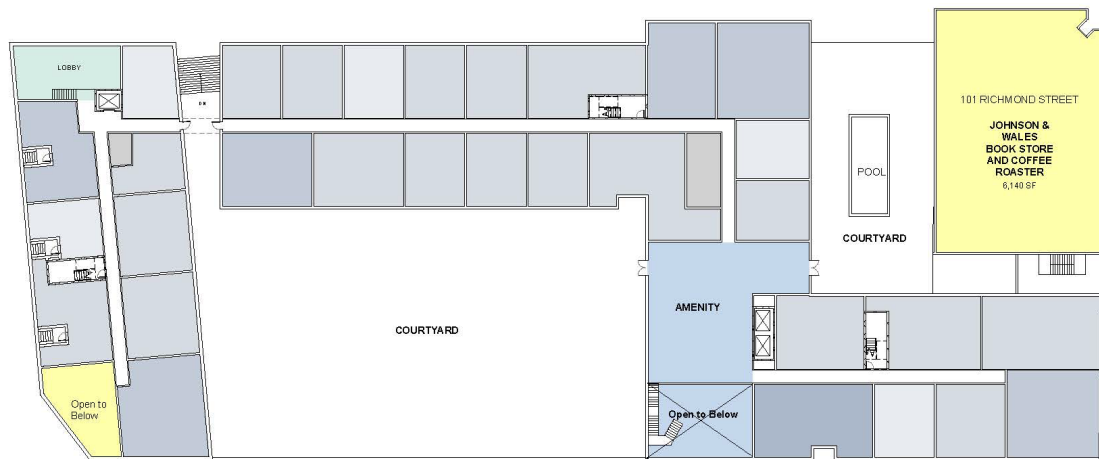 LOBBY
101 RICHMOND STREET
JOHNSON &
WALES
BOOK STORE
AND COFFEE
ROASTER
6,140 SF
POOL
COURTYARD
AMENITY
COURTYARD
Open to
Below
Open to Below